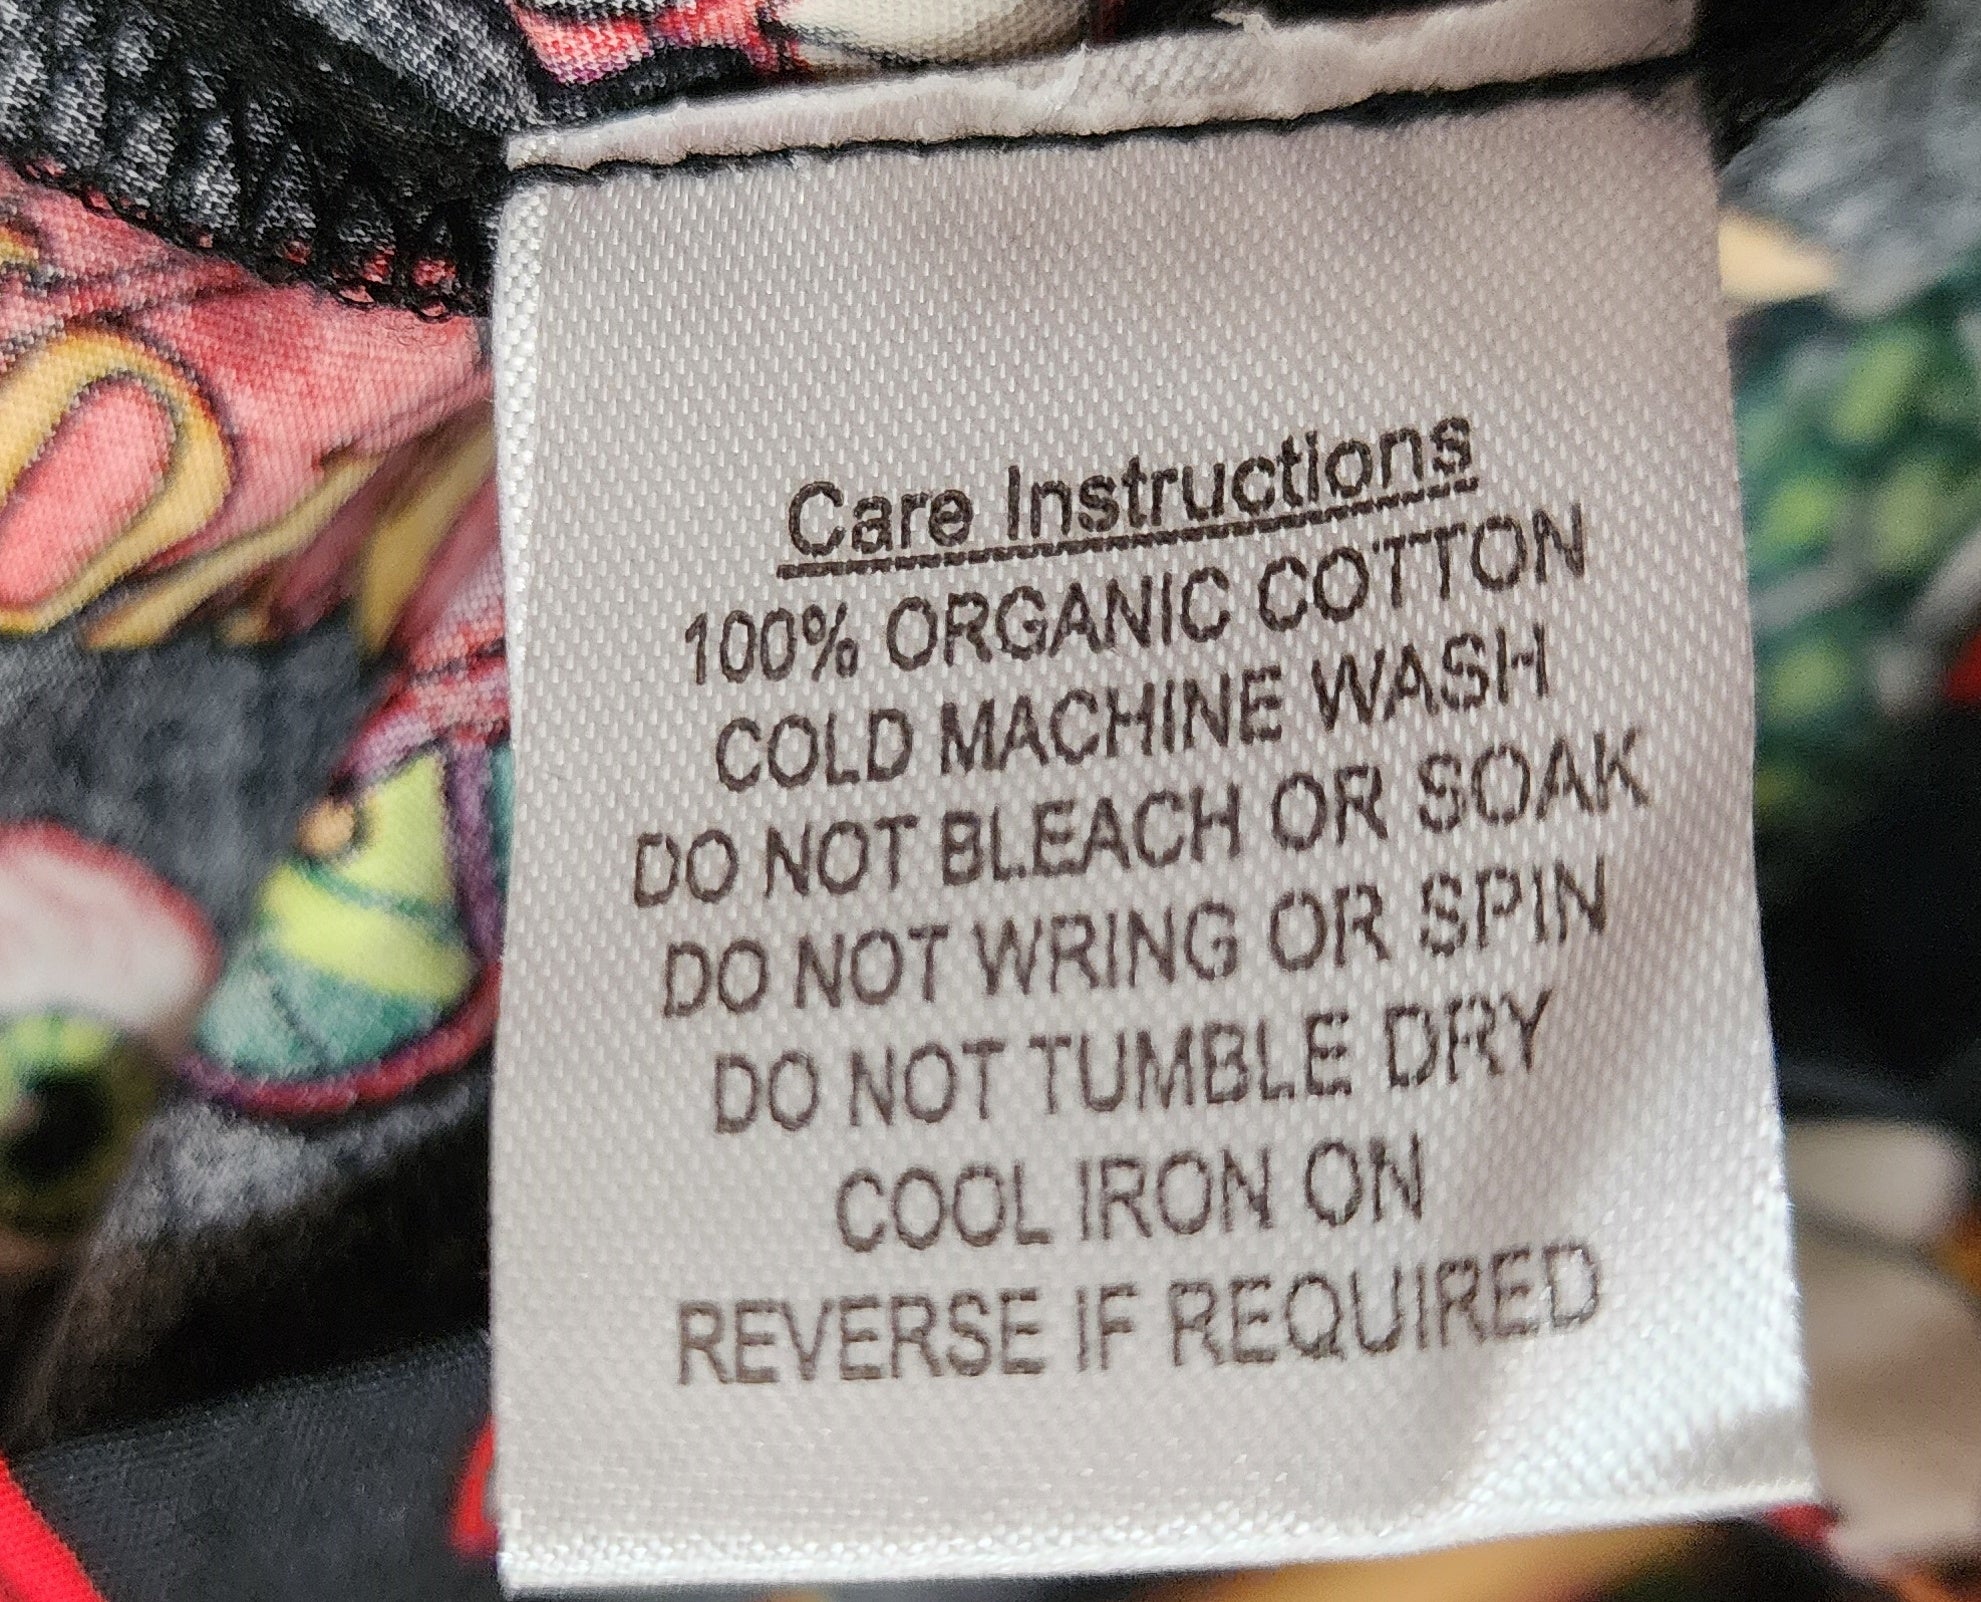 Care Instructions
100% ORGANIC COTTON
COLD MACHINE WASH
DO NOT BLEACH OR SOAK
DO NOT WRING OR SPIN
DO NOT TUMBLE DRY
COOL IRON ON
REVERSE IF REQUIRED